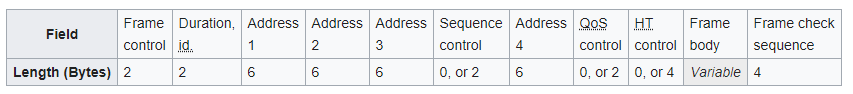 Field Frame control Duration, id. Address 1 Address 2 Address 3 Sequence control Address 4 QoS control HT control Frame body Frame check sequence
Length (Bytes) 2 2 6 6 6 0, or 2 6 0, or 2 0, or 4 Variable 4